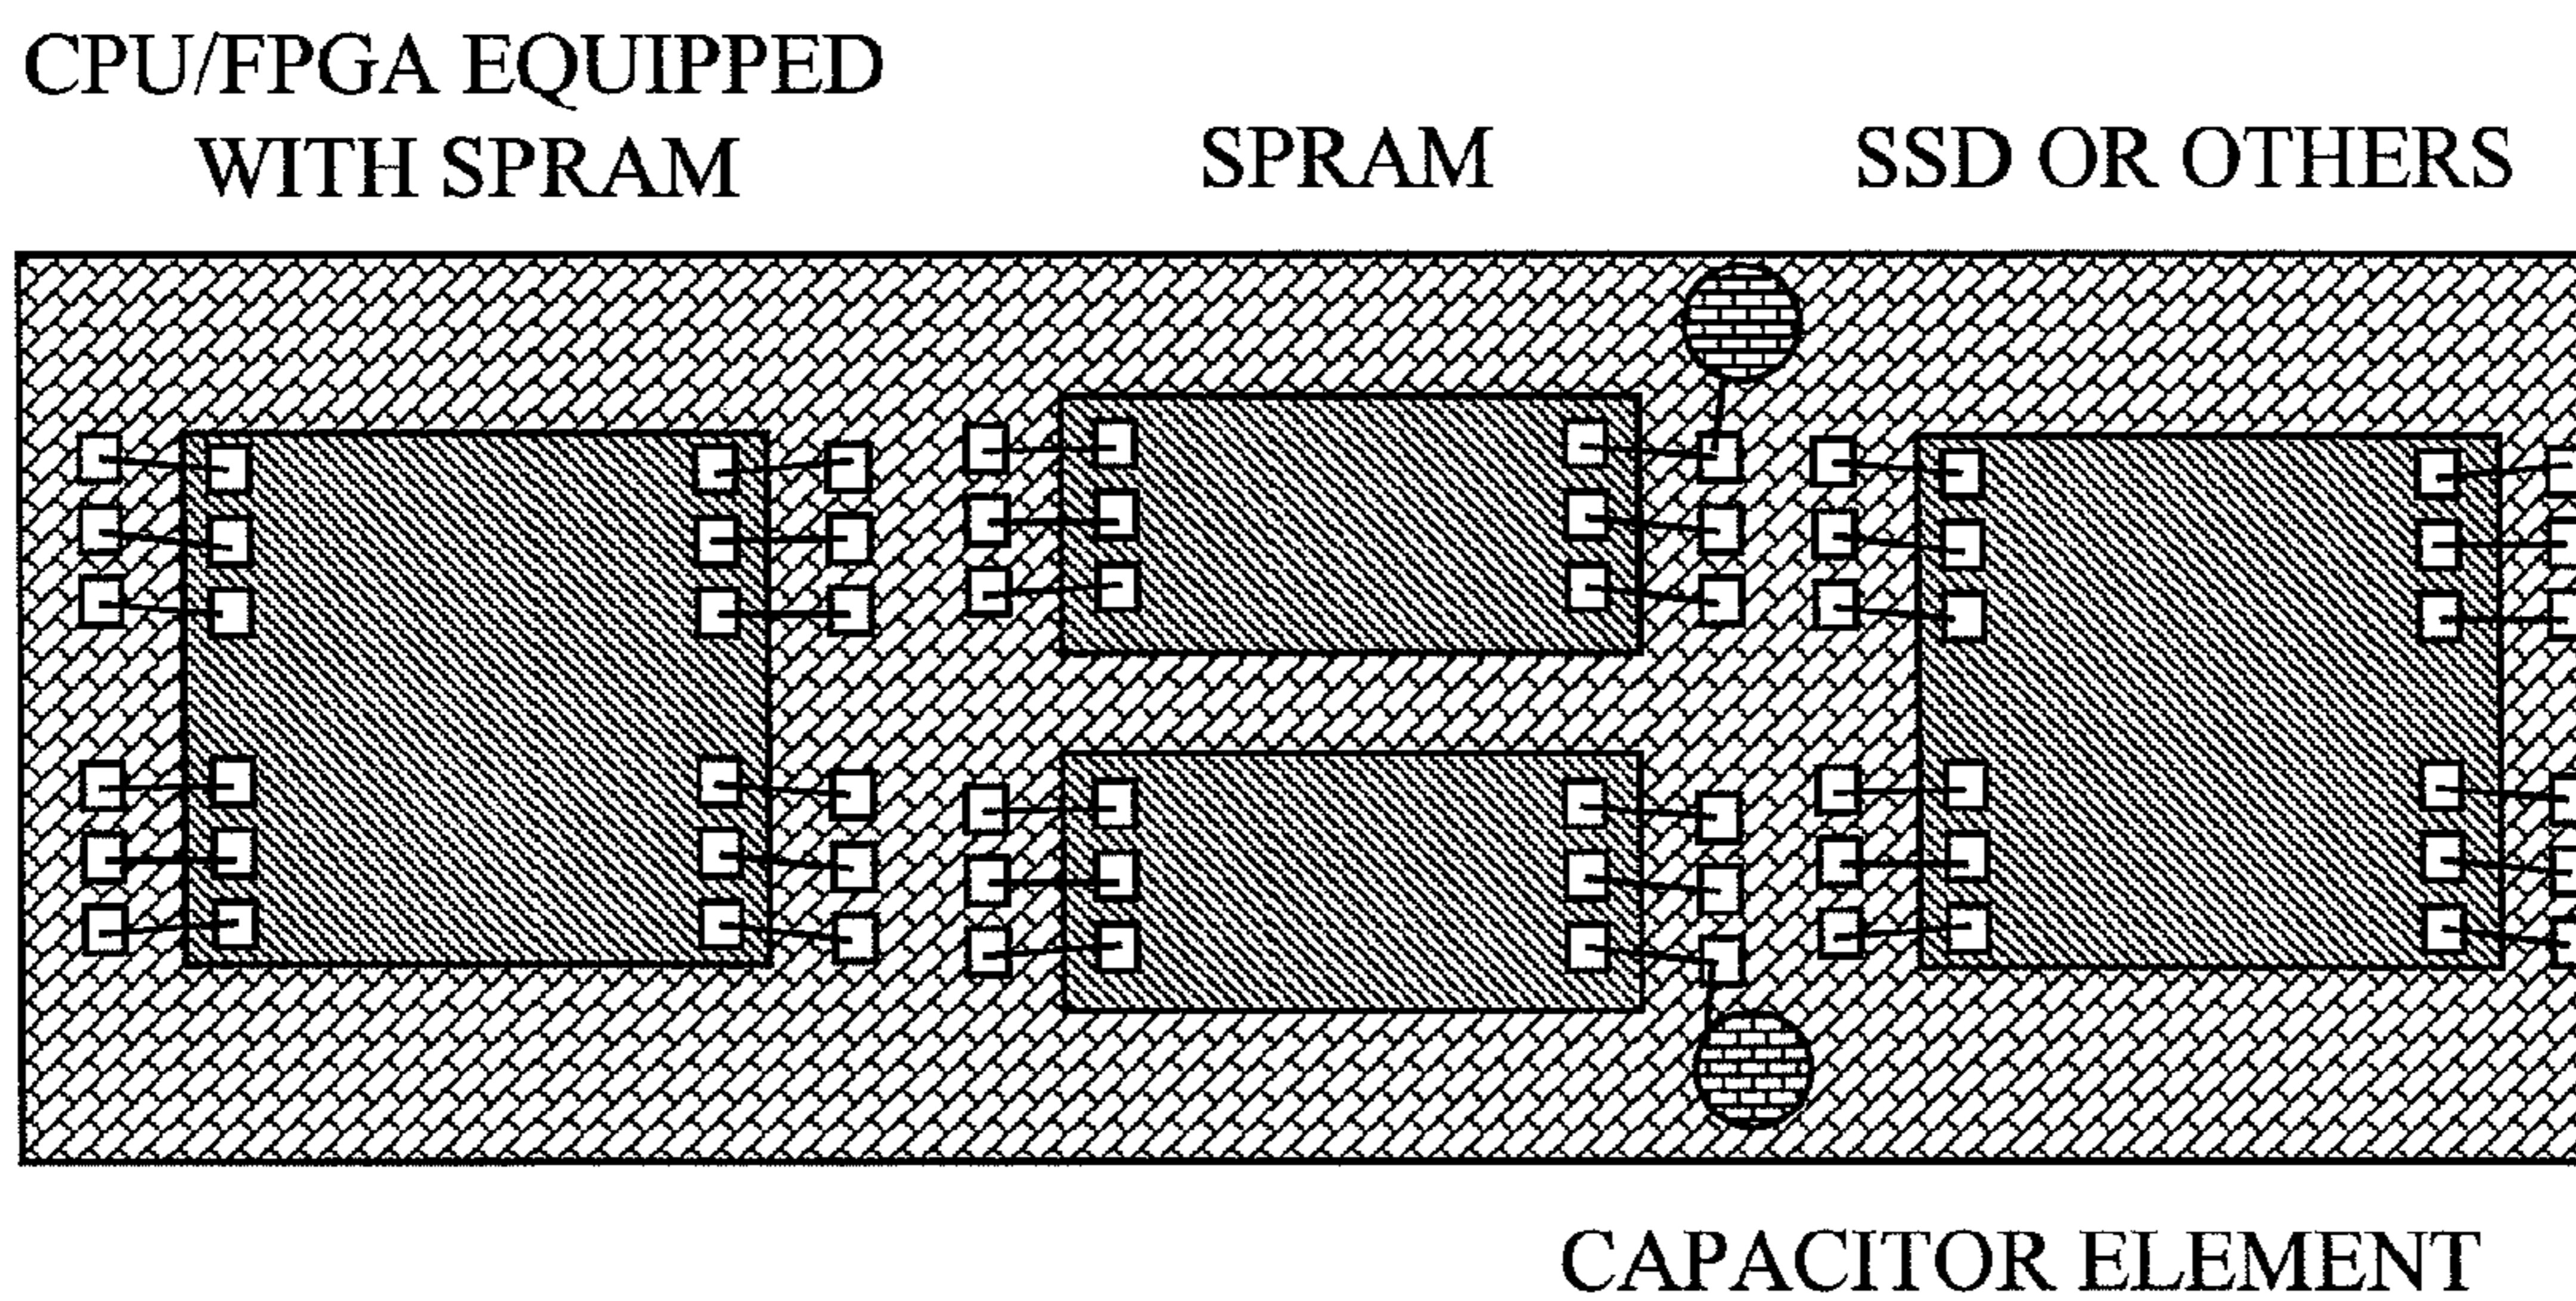 CPU/FPGA EQUIPPED
WITH SPRAM
SPRAM
SSD OR OTHERS
CAPACITOR ELEMENT